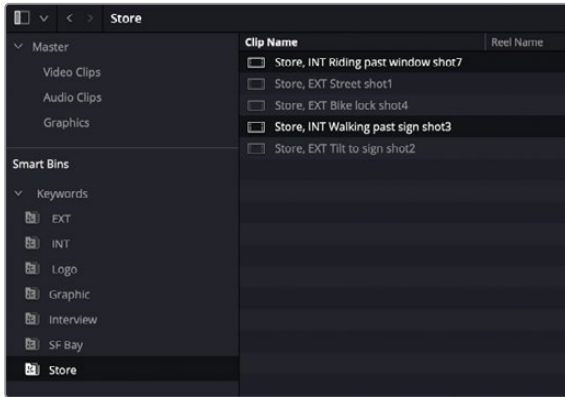 Store
Master
Video Clips
Audio Clips
Graphics
Smart Bins
Keywords
EXT
INT
Logo
Graphic
Interview
SF Bay
Store
Clip Name Reel Name
Store, INT Riding past window shot7
Store, EXT Street shot1
Store, EXT Bike lock shot4
Store, INT Walking past sign shot3
Store, EXT Tilt to sign shot2